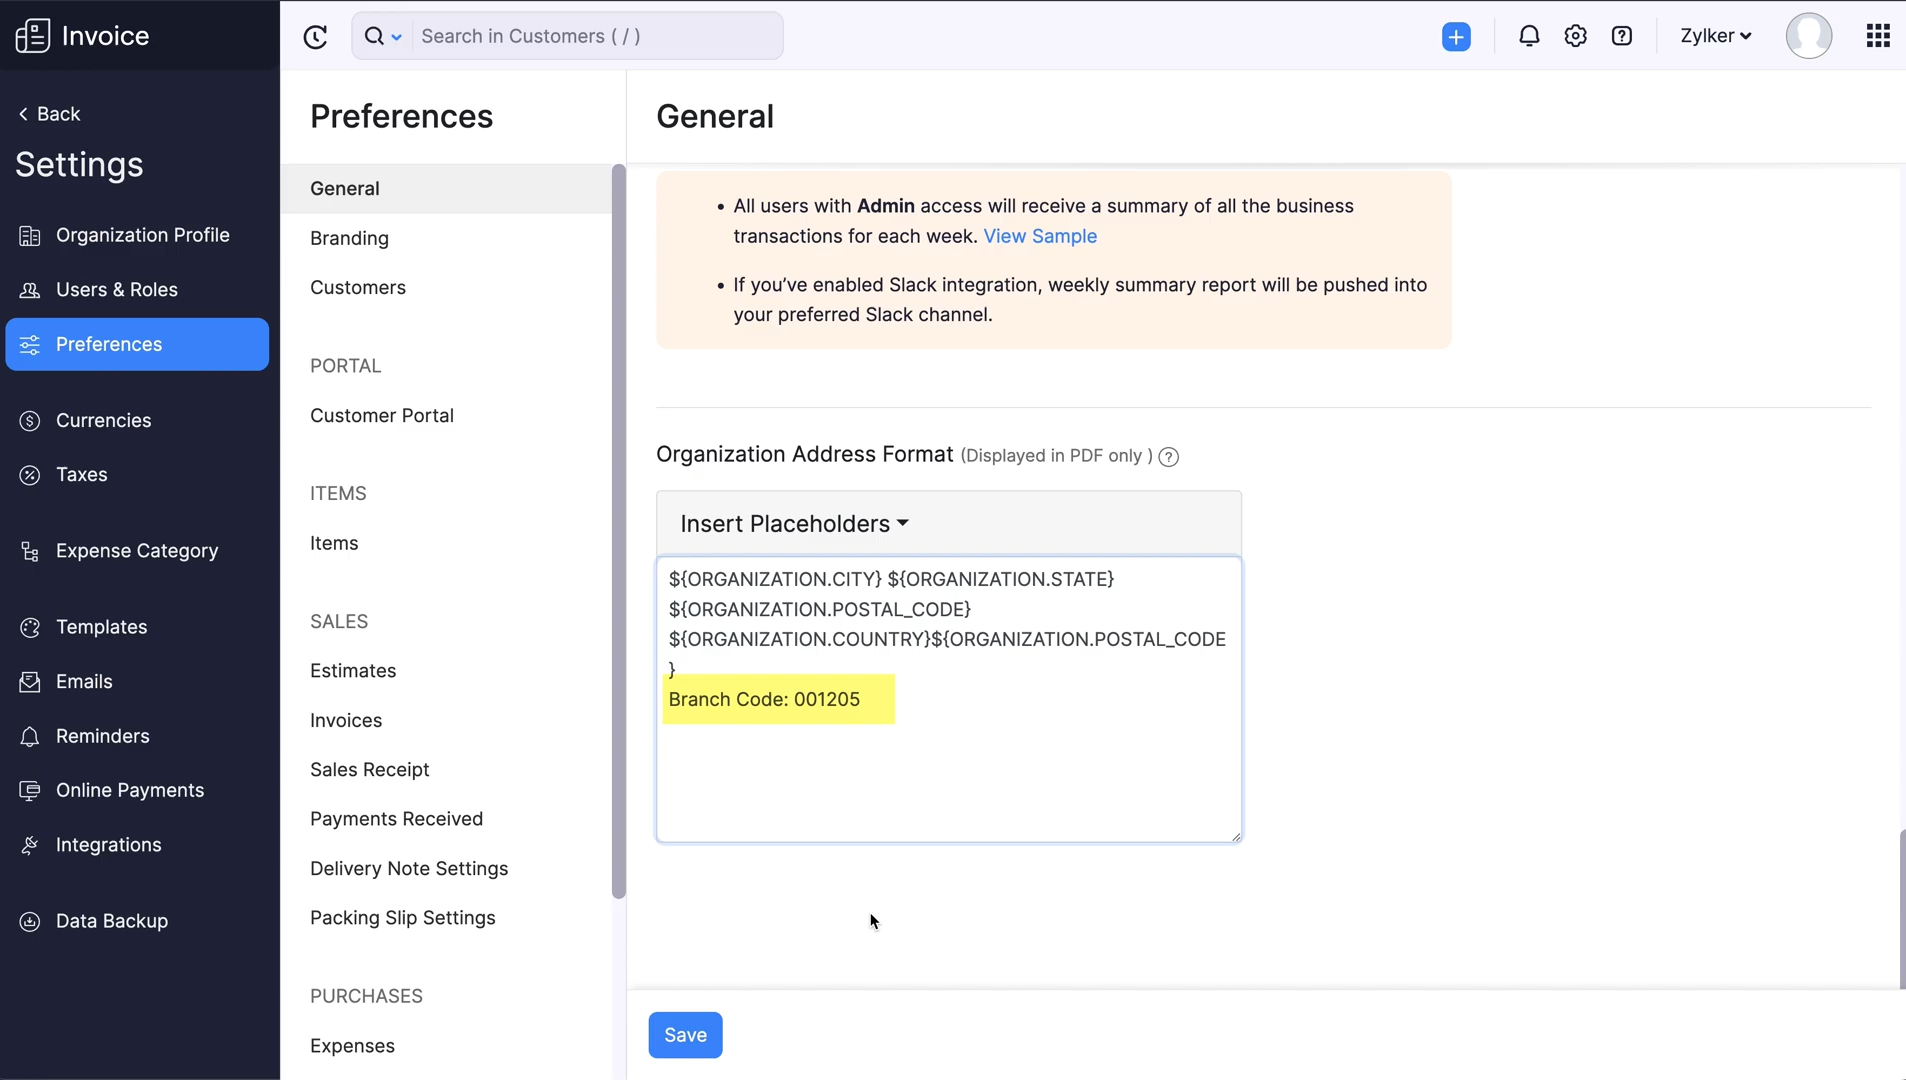 Invoice
Search in Customers ( / )
Zylker
Back
Settings
Organization Profile
Users & Roles
Preferences
Currencies
Taxes
Expense Category
Templates
Emails
Reminders
Online Payments
Integrations
Data Backup
Preferences
General
Branding
Customers
PORTAL
Customer Portal
ITEMS
Items
SALES
Estimates
Invoices
Sales Receipt
Payments Received
Delivery Note Settings
Packing Slip Settings
PURCHASES
Expenses
General
• All users with Admin access will receive a summary of all the business
transactions for each week. View Sample
• If you've enabled Slack integration, weekly summary report will be pushed into
your preferred Slack channel.
Organization Address Format (Displayed in PDF only )
Insert Placeholders
${ORGANIZATION.CITY} ${ORGANIZATION.STATE}
${ORGANIZATION.POSTAL_CODE}
${ORGANIZATION.COUNTRY}${ORGANIZATION.POSTAL_CODE
}
Branch Code: 001205
Save